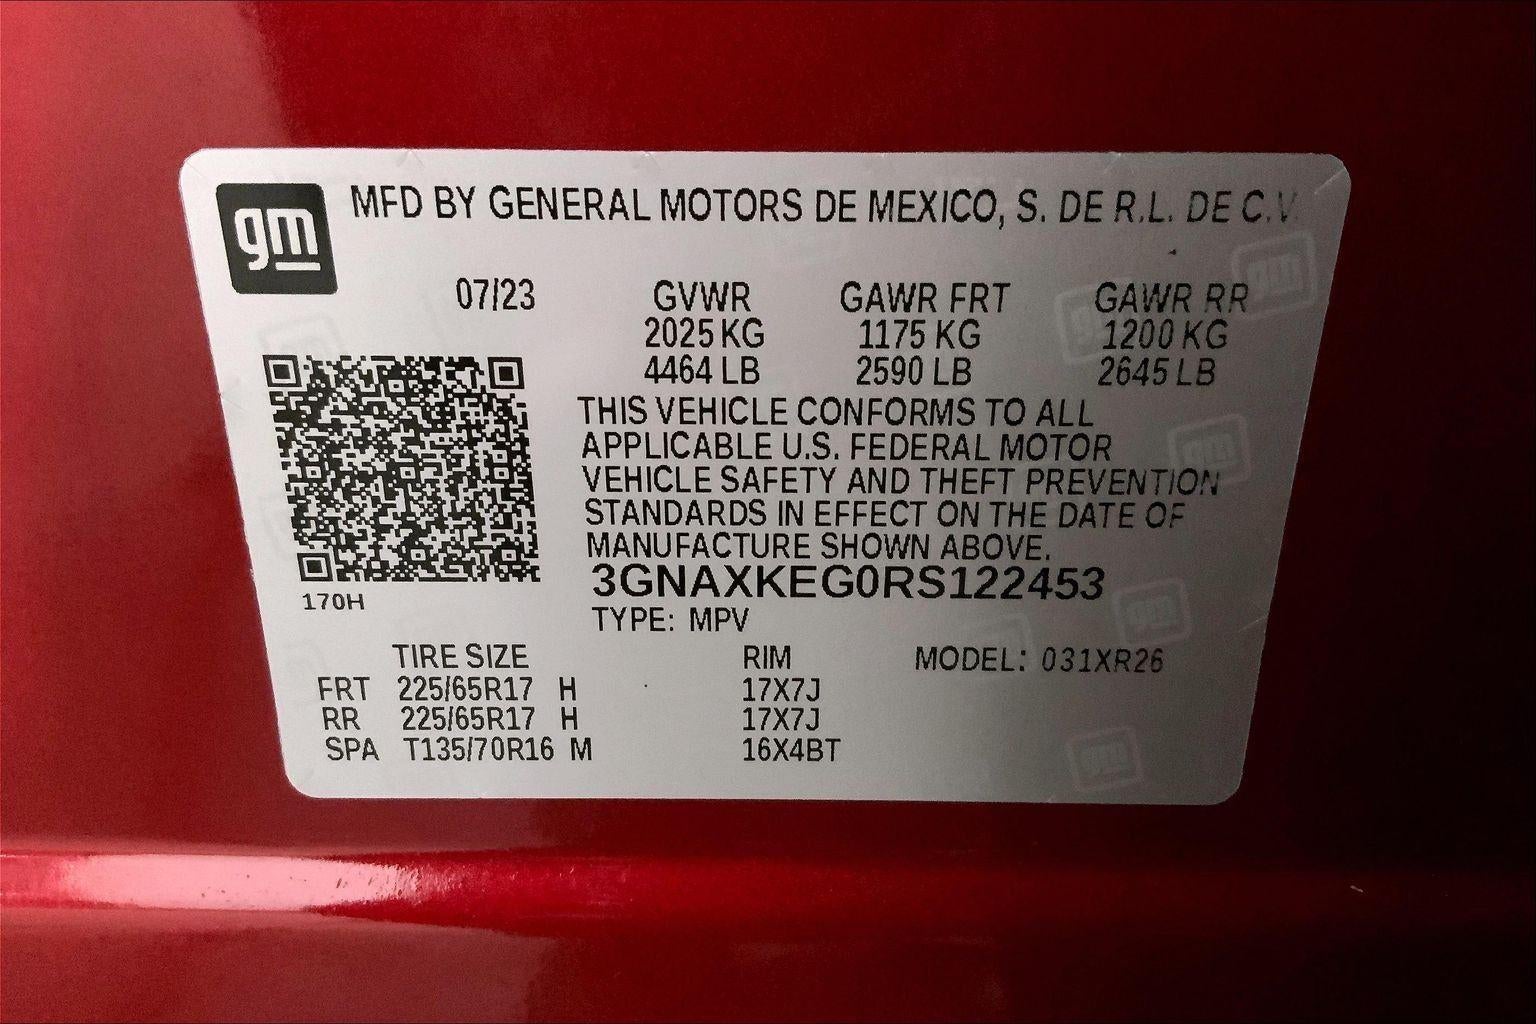 gm
MFD BY GENERAL MOTORS DE MEXICO, S. DE R.L. DE C.V.
07/23 GVWR GAWR FRT GAWR RR
2025 KG 1175 KG 1200 KG
4464 LB 2590 LB 2645 LB
THIS VEHICLE CONFORMS TO ALL
APPLICABLE U.S. FEDERAL MOTOR
VEHICLE SAFETY AND THEFT PREVENTION
STANDARDS IN EFFECT ON THE DATE OF
MANUFACTURE SHOWN ABOVE.
3GNAXKEG0RS122453
170H
TYPE: MPV
TIRE SIZE RIM MODEL: 031XR26
FRT 225/65R17 H 17X7J
RR 225/65R17 H 17X7J
SPA T135/70R16 M 16X4BT